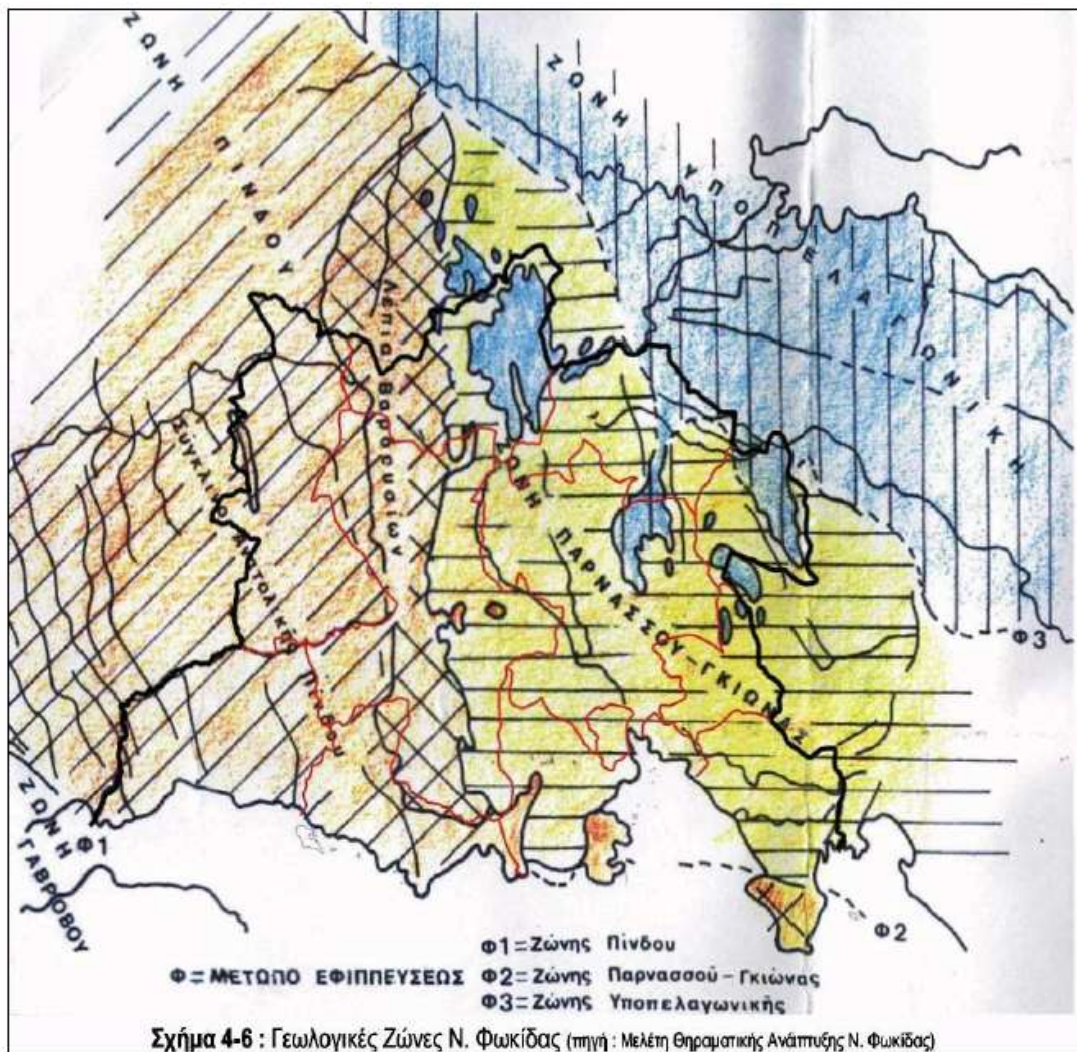 ΖΩΝΗ ΠΙΝΔΟΥ
ΖΩΝΗ ΥΠΟΠΕΛΑΓΟΝΙΚΗ
Λέπια Βαρουσίων
Σύγκλινο Ανατολικής Πίνδου
ΖΩΝΗ ΠΑΡΝΑΣΣΟΥ-ΓΚΙΩΝΑΣ
Φ3
Φ1
ΖΩΝΗ
ΓΑΒΡΟΒΟΥ
Φ2
Φ1=Ζώνης Πίνδου
Φ=ΜΕΤΩΠΟ ΕΦΙΠΠΕΥΣΕΩΣ Φ2=Ζώνης Παρνασσού-Γκιώνας
Φ3=Ζώνης Υποπελαγωνικής
Σχήμα 4-6 : Γεωλογικές Ζώνες Ν. Φωκίδας (πηγή : Μελέτη Θηραματικής Ανάπτυξης Ν. Φωκίδας)